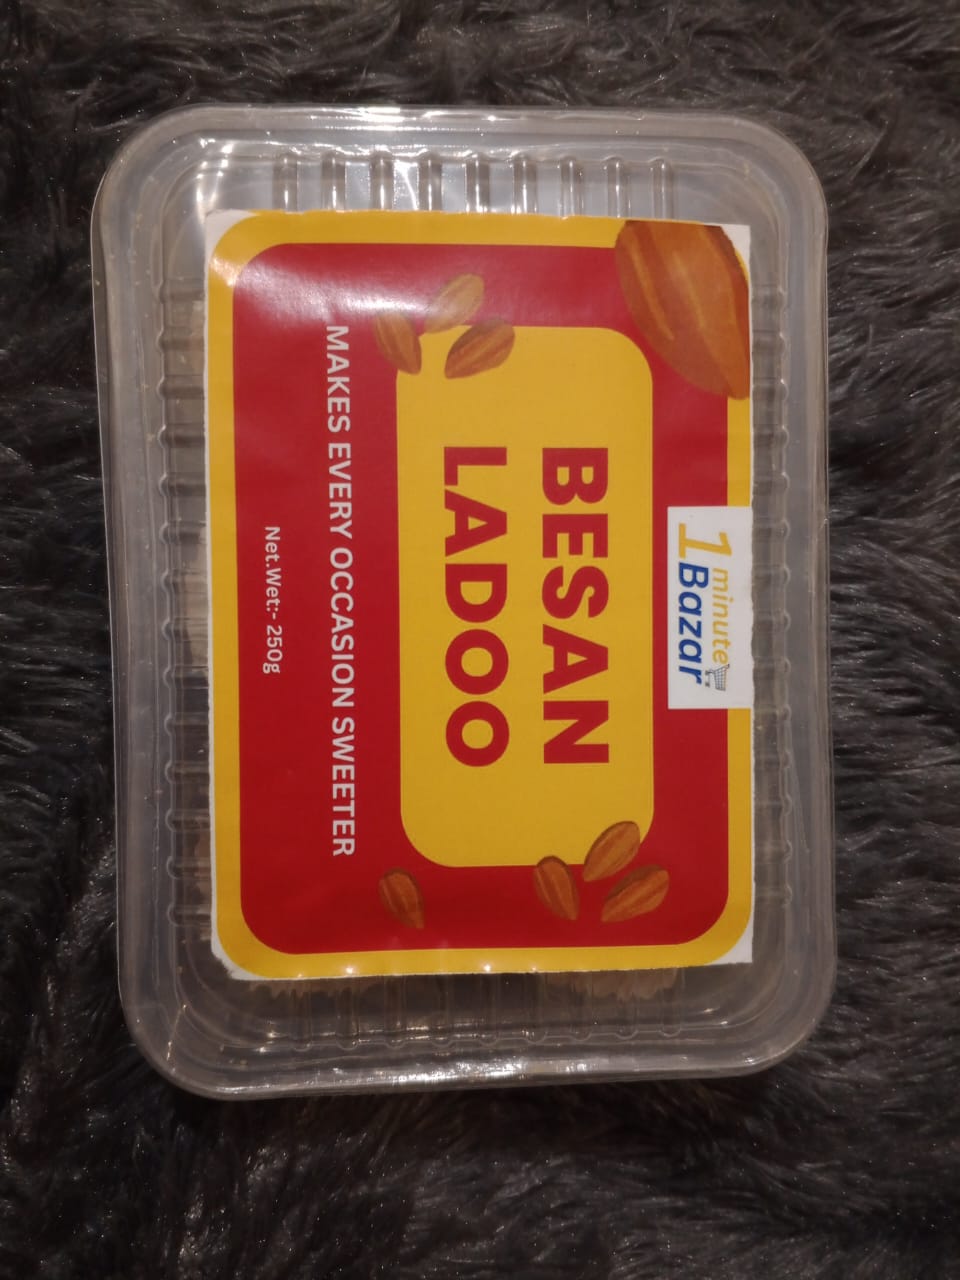 1 minute
Bazar
BESAN
LADOO
MAKES EVERY OCCASION SWEETER
Net.Wet:- 250g